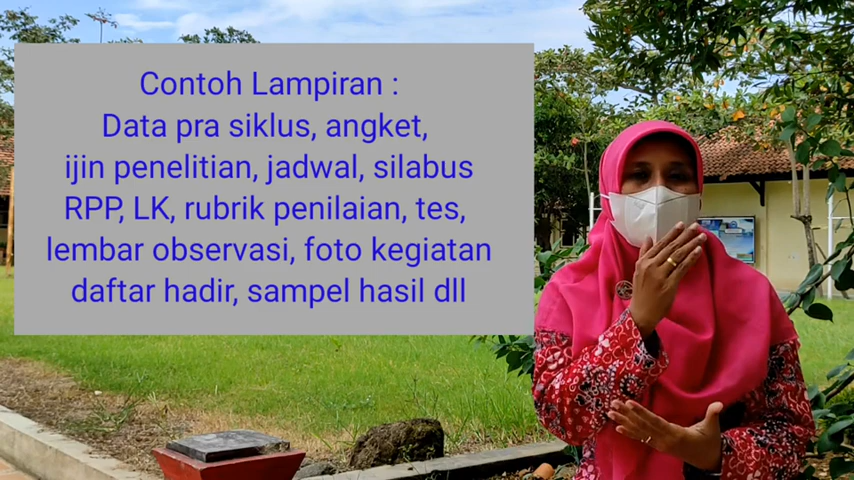 Contoh Lampiran :
Data pra siklus, angket,
ijin penelitian, jadwal, silabus
RPP, LK, rubrik penilaian, tes,
lembar observasi, foto kegiatan
daftar hadir, sampel hasil dll